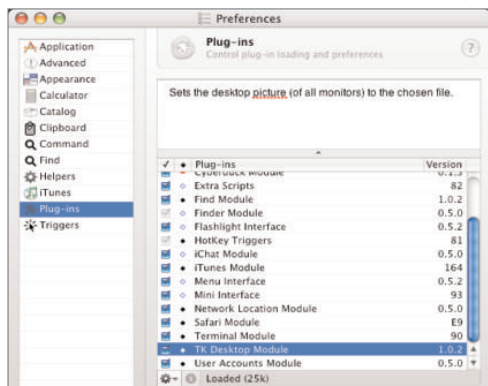 Preferences
Application
Advanced
Appearance
Calculator
Catalog
Clipboard
Command
Find
Helpers
iTunes
Plug-ins
Triggers
Plug-ins
Control plug-in loading and preferences
?
Sets the desktop picture (of all monitors) to the chosen file.
Plug-ins Version
Cyberduck Module 0.1.3
Extra Scripts 82
Find Module 1.0.2
Finder Module 0.5.0
Flashlight Interface 0.5.2
HotKey Triggers 81
iChat Module 0.5.0
iTunes Module 164
Menu Interface 0.5.2
Mini Interface 93
Network Location Module 0.5.0
Safari Module E9
Terminal Module 90
TK Desktop Module 1.0.2
User Accounts Module 0.5.0
Loaded (25k)